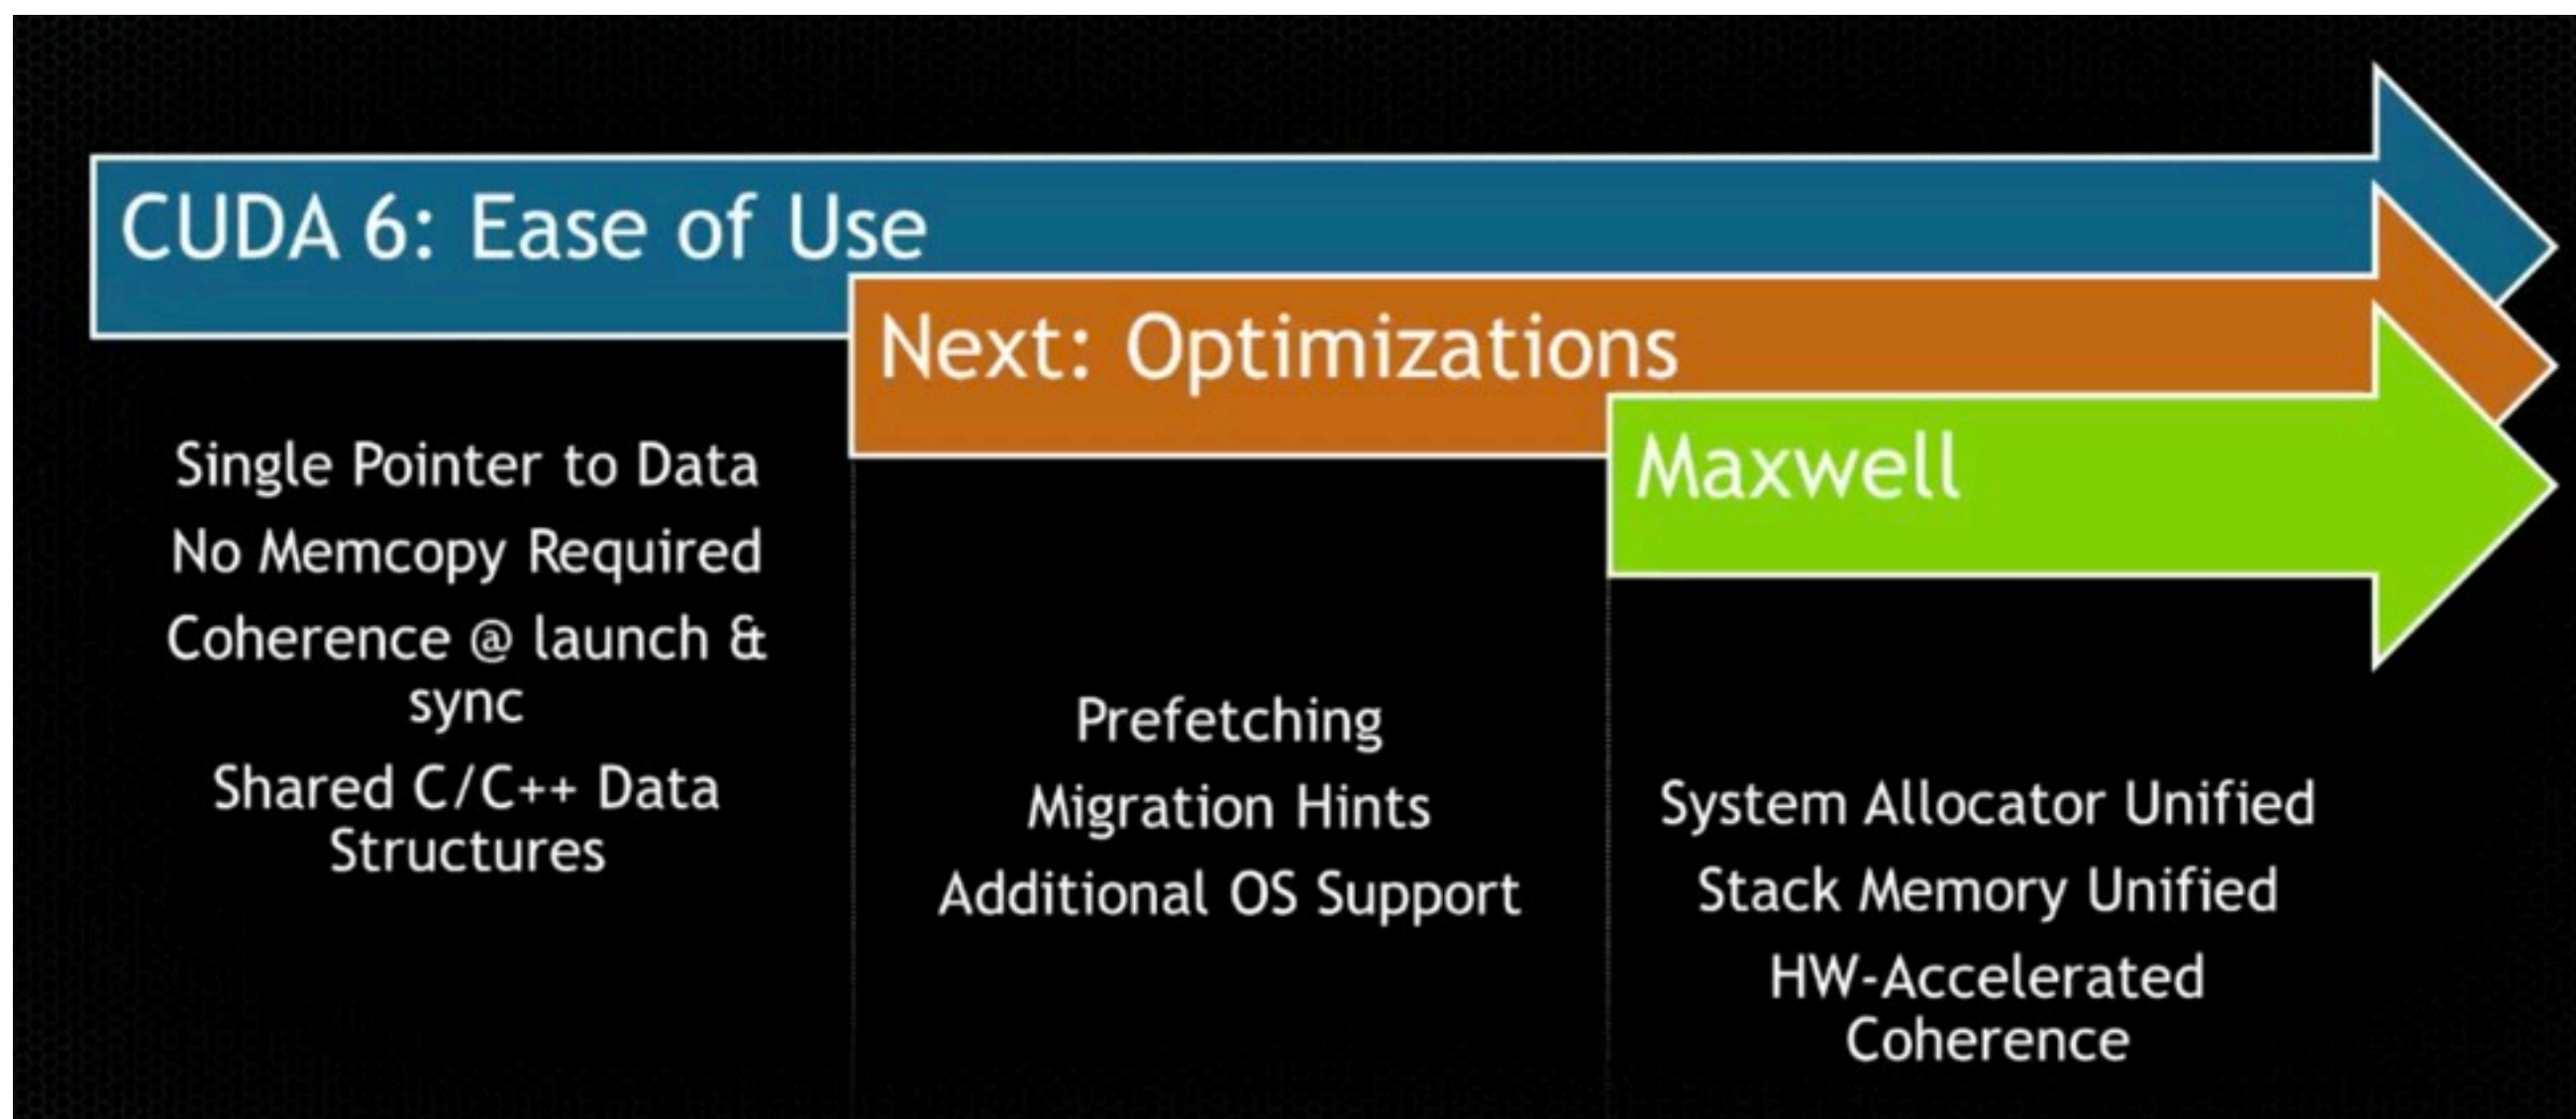 CUDA 6: Ease of Use
Single Pointer to Data
No Memcopy Required
Coherence @ launch &
sync
Shared C/C++ Data
Structures
Next: Optimizations
Prefetching
Migration Hints
Additional OS Support
Maxwell
System Allocator Unified
Stack Memory Unified
HW-Accelerated
Coherence